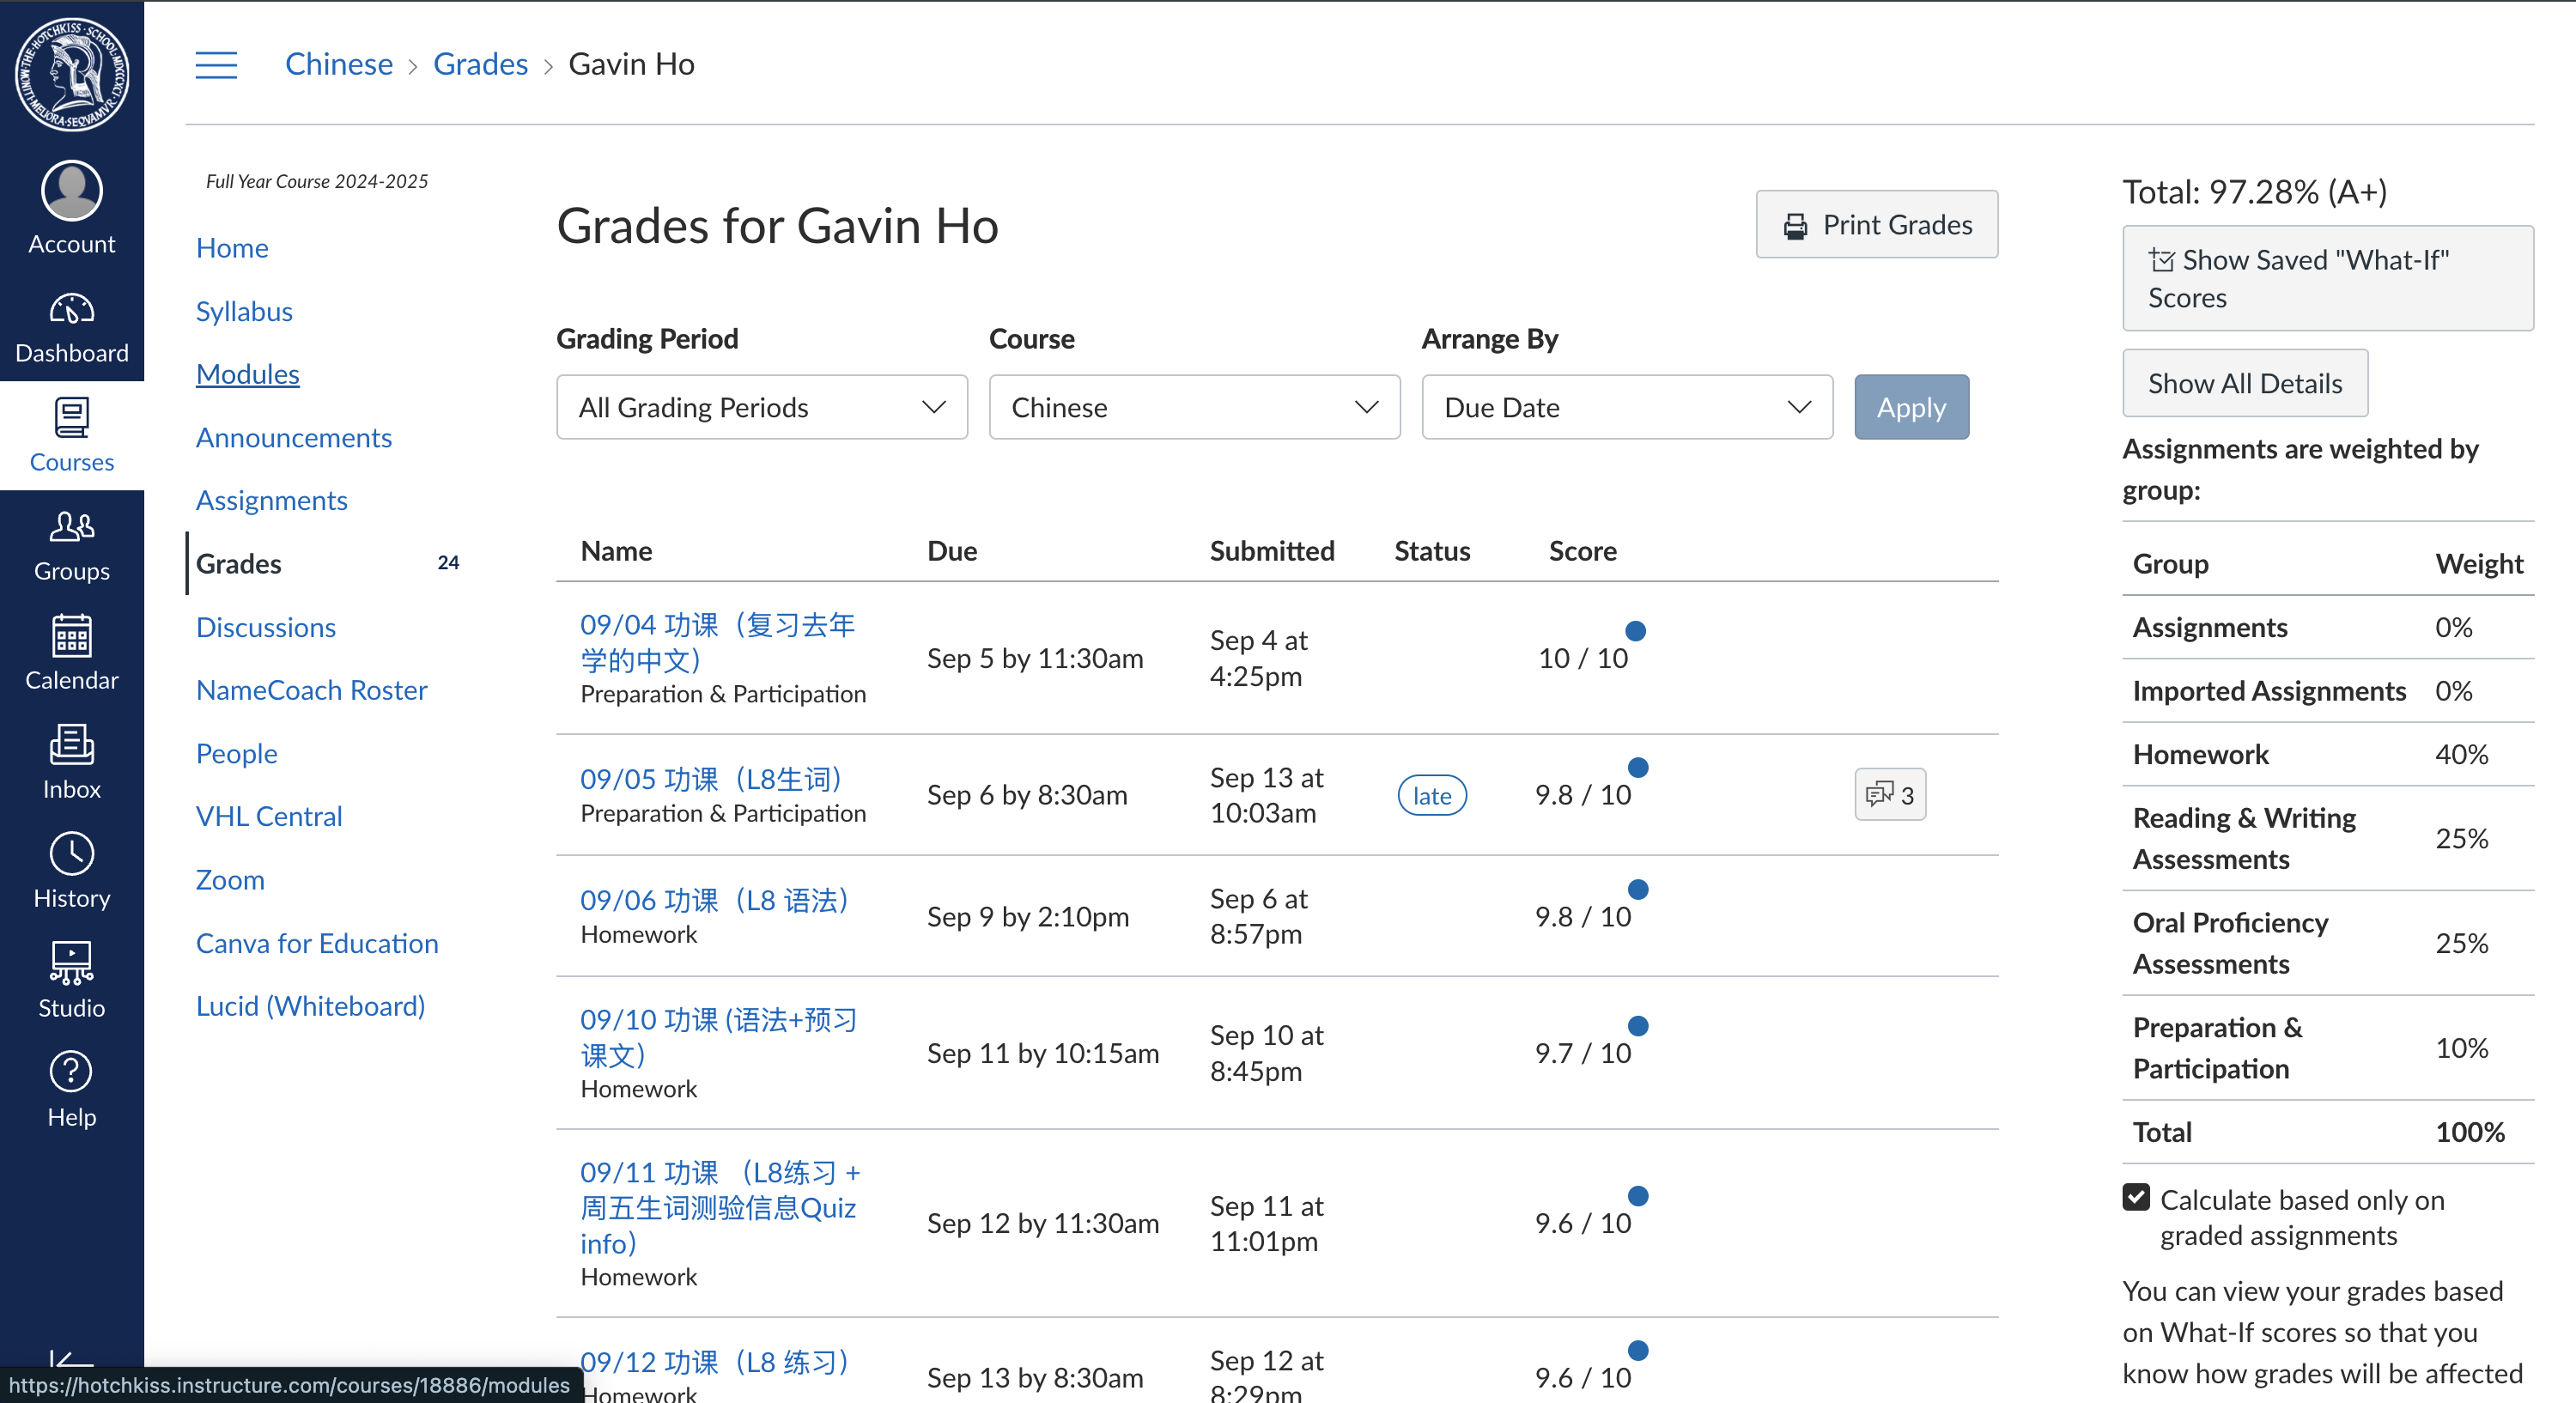 Chinese > Grades > Gavin Ho
Account
Dashboard
Courses
Groups
Calendar
Inbox
History
Studio
Help
Full Year Course 2024-2025
Home
Syllabus
Modules
Announcements
Assignments
Grades 24
Discussions
NameCoach Roster
People
VHL Central
Zoom
Canva for Education
Lucid (Whiteboard)
Grades for Gavin Ho
Print Grades
Grading Period Course Arrange By
All Grading Periods Chinese Due Date Apply
Name Due Submitted Status Score
09/04 功课（复习去年
学的中文）
Preparation & Participation
Sep 5 by 11:30am
Sep 4 at
4:25pm
10 / 10
09/05 功课（L8生词）
Preparation & Participation
Sep 6 by 8:30am
Sep 13 at
10:03am
late
9.8 / 10
3
09/06 功课（L8 语法）
Homework
Sep 9 by 2:10pm
Sep 6 at
8:57pm
9.8 / 10
09/10 功课 (语法+预习
课文）
Homework
Sep 11 by 10:15am
Sep 10 at
8:45pm
9.7 / 10
09/11 功课 （L8练习 +
周五生词测验信息Quiz
info）
Homework
Sep 12 by 11:30am
Sep 11 at
11:01pm
9.6 / 10
09/12 功课（L8 练习）
Homework
Sep 13 by 8:30am
Sep 12 at
8:29pm
9.6 / 10
Total: 97.28% (A+)
Show Saved "What-If"
Scores
Show All Details
Assignments are weighted by
group:
Group Weight
Assignments 0%
Imported Assignments 0%
Homework 40%
Reading & Writing
Assessments 25%
Oral Proficiency
Assessments 25%
Preparation &
Participation 10%
Total 100%
Calculate based only on
graded assignments
You can view your grades based
on What-If scores so that you
know how grades will be affected
https://hotchkiss.instructure.com/courses/18886/modules